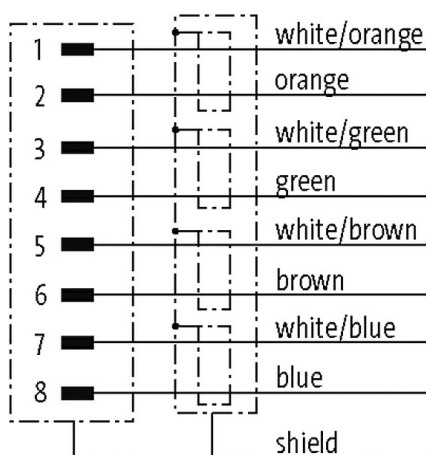 1 white/orange
2 orange
3 white/green
4 green
5 white/brown
6 brown
7 white/blue
8 blue
shield